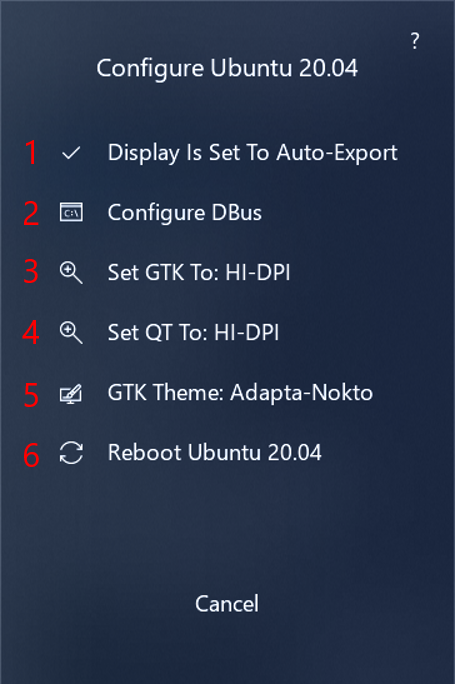 ?
Configure Ubuntu 20.04
1 Display Is Set To Auto-Export
2 C:\ Configure DBus
3 Set GTK To: HI-DPI
4 Set QT To: HI-DPI
5 GTK Theme: Adapta-Nokto
6 Reboot Ubuntu 20.04
Cancel